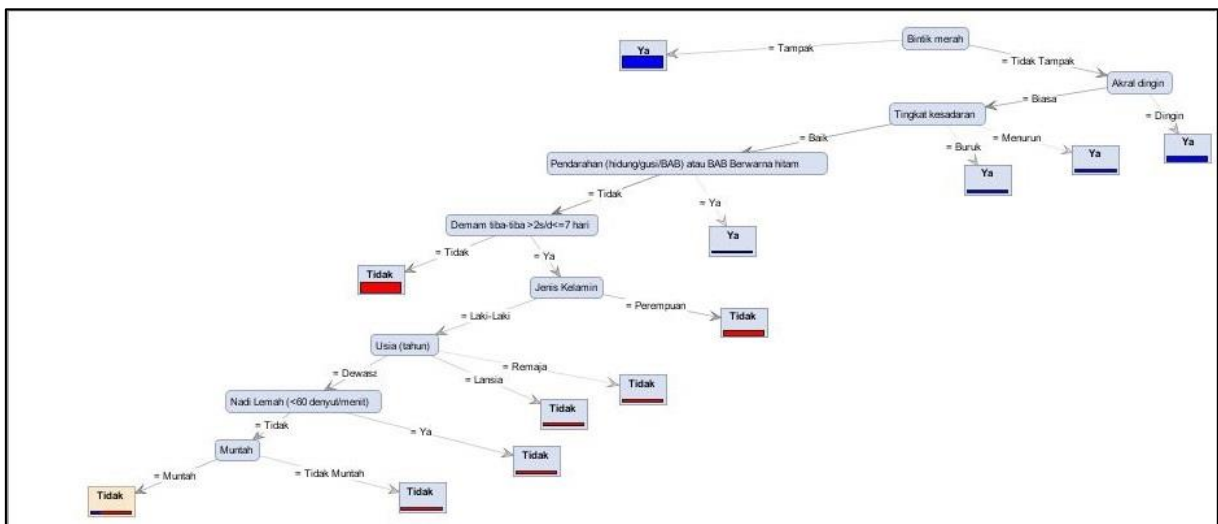 Bintik merah
= Tampak
Ya
= Tidak Tampak
Akral dingin
= Biasa
= Dingin
Ya
Tingkat kesadaran
= Baik
= Buruk
Ya
= Menurun
Ya
Pendarahan (hidung/gusi/BAB) atau BAB Berwarna hitam
= Tidak
= Ya
Ya
Demam tiba-tiba >2s/d<=7 hari
= Tidak
Tidak
= Ya
Jenis Kelamin
= Laki-Laki
= Perempuan
Tidak
Usia (tahun)
= Dewasa
= Lansia
Tidak
= Remaja
Tidak
Nadi Lemah (<60 denyut/menit)
= Tidak
= Ya
Tidak
Muntah
= Muntah
Tidak
= Tidak Muntah
Tidak